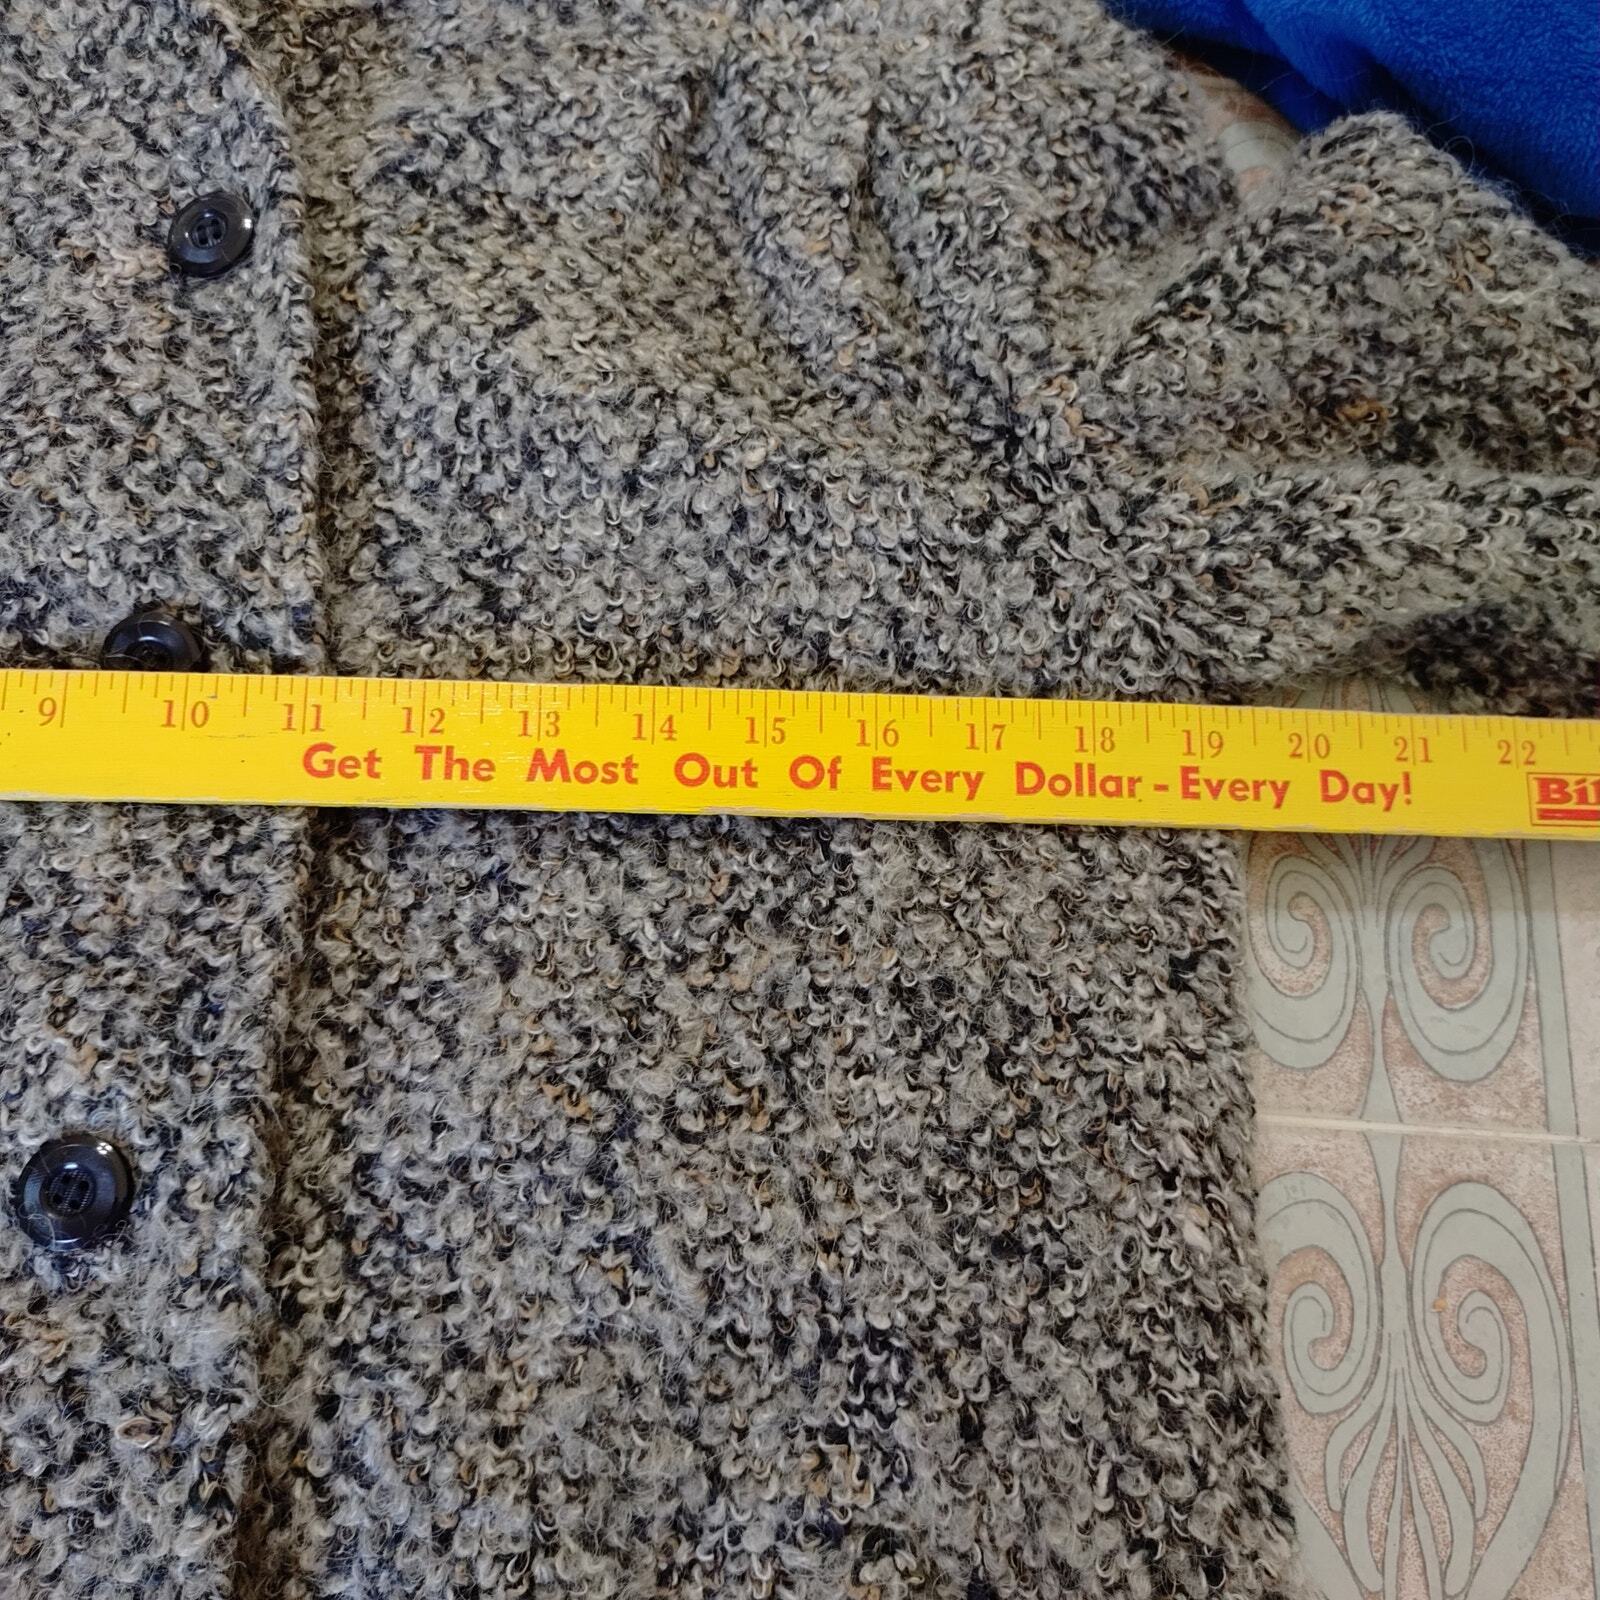 9 10 11 12 13 14 15 16 17 18 19 20 21 22
Get The Most Out Of Every Dollar - Every Day!